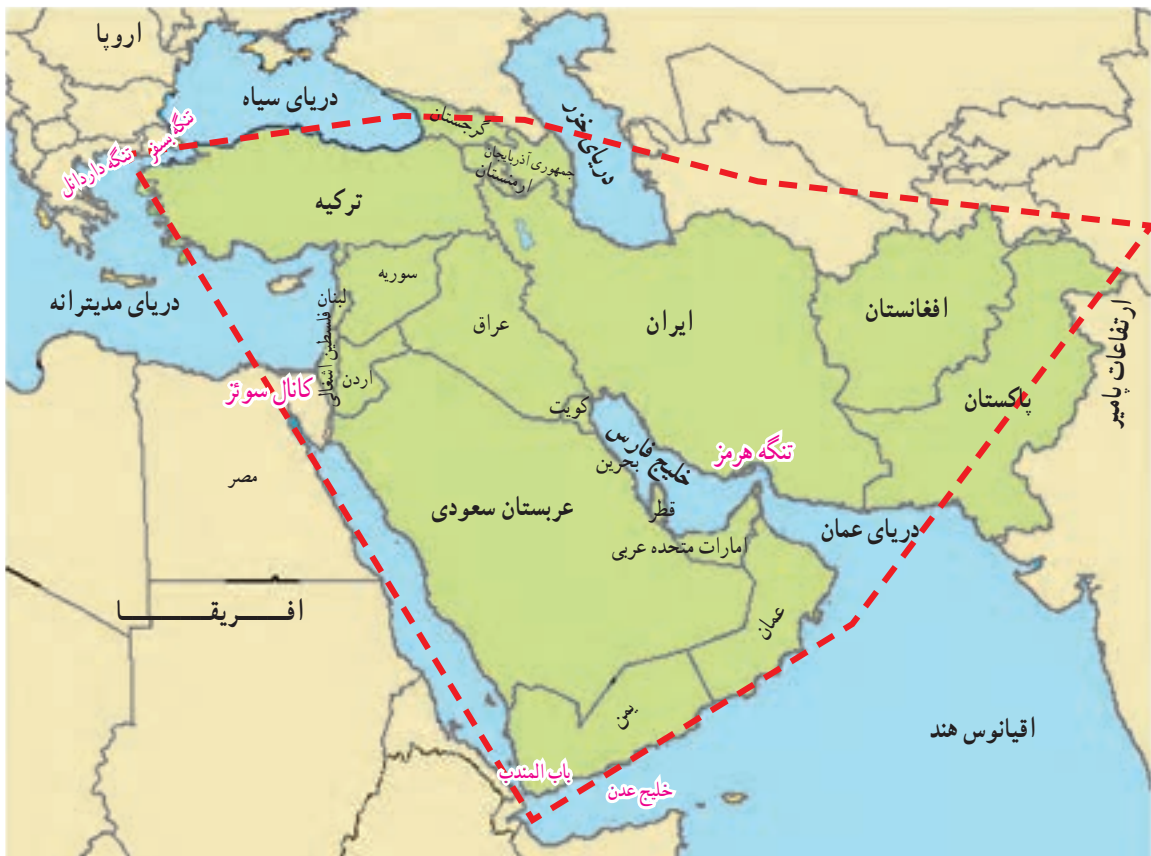 اروپا
دریای سیاه
دریای خزر
تنگه بسفر
تنگه داردانل
گرجستان
جمهوری آذربایجان
ارمنستان
ترکیه
سوریه
لبنان
فلسطین اشغالی
دریای مدیترانه
عراق
ایران
افغانستان
ارتفاعات پامیر
اردن
کانال سوئز
کویت
پاکستان
خلیج فارس
تنگه هرمز
بحرین
مصر
قطر
عربستان سعودی
دریای عمان
امارات متحده عربی
افریقا
عمان
یمن
اقیانوس هند
باب المندب
خلیج عدن